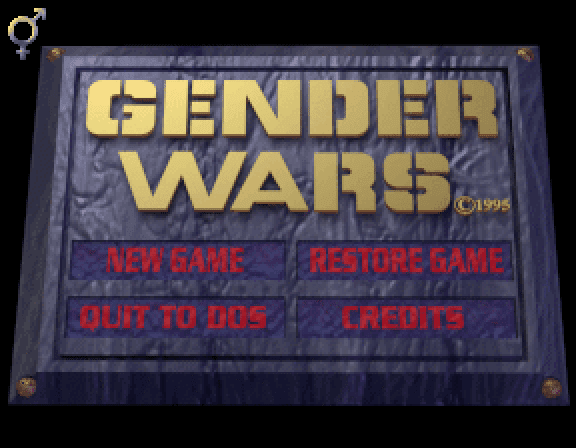 GENDER
WARS
©1995
NEW GAME
RESTORE GAME
QUIT TO DOS
CREDITS